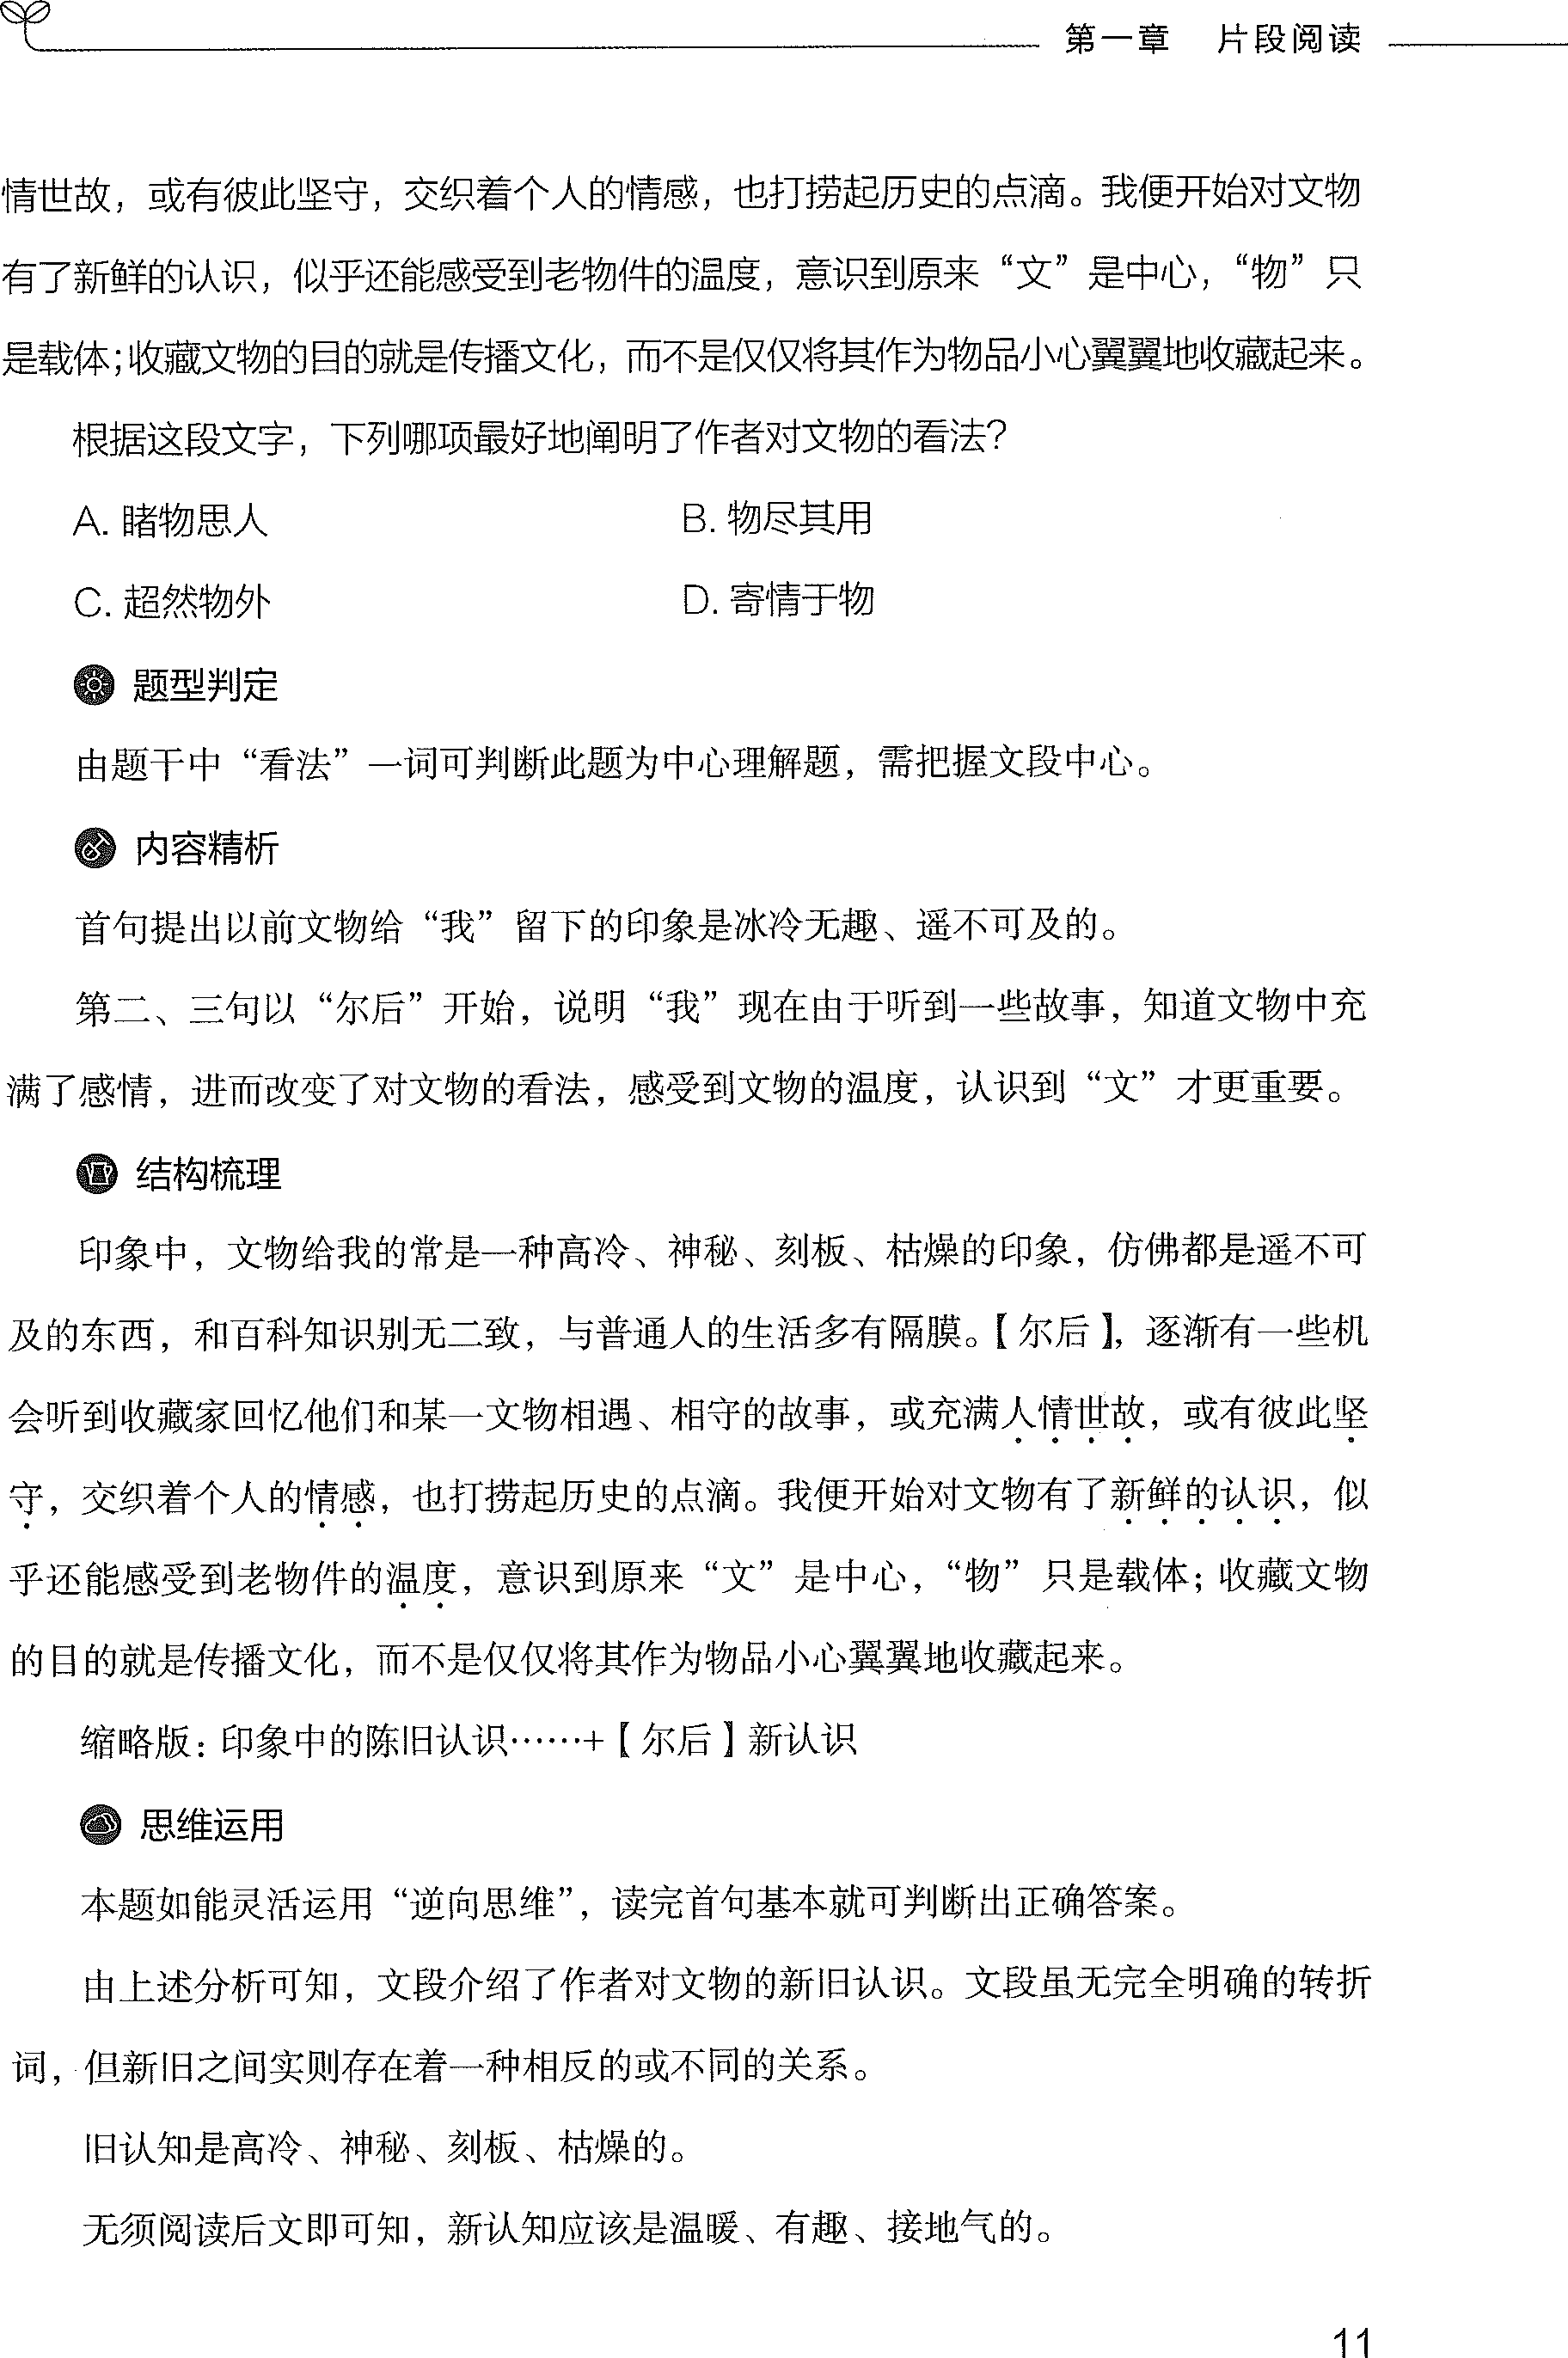 第一章 片段阅读
情世故，或有彼此坚守，交织着个人的情感，也打捞起历史的点滴。我便开始对文物
有了新鲜的认识，似乎还能感受到老物件的温度，意识到原来“文”是中心，“物”只
是载体；收藏文物的目的就是传播文化，而不是仅仅将其作为物品小心翼翼地收藏起来。
根据这段文字，下列哪项最好地阐明了作者对文物的看法？
A. 睹物思人 B. 物尽其用
C. 超然物外 D. 寄情于物
题型判定
由题干中“看法”一词可判断此题为中心理解题，需把握文段中心。
内容精析
首句提出以前文物给“我”留下的印象是冰冷无趣、遥不可及的。
第二、三句以“尔后”开始，说明“我”现在由于听到一些故事，知道文物中充
满了感情，进而改变了对文物的看法，感受到文物的温度，认识到“文”才更重要。
结构梳理
印象中，文物给我的常是一种高冷、神秘、刻板、枯燥的印象，仿佛都是遥不可
及的东西，和百科知识别无二致，与普通人的生活多有隔膜。【尔后】，逐渐有一些机
会听到收藏家回忆他们和某一文物相遇、相守的故事，或充满人情世故，或有彼此坚
守，交织着个人的情感，也打捞起历史的点滴。我便开始对文物有了新鲜的认识，似
乎还能感受到老物件的温度，意识到原来“文”是中心，“物”只是载体；收藏文物
的目的就是传播文化，而不是仅仅将其作为物品小心翼翼地收藏起来。
缩略版：印象中的陈旧认识……+【尔后】新认识
思维运用
本题如能灵活运用“逆向思维”，读完首句基本就可判断出正确答案。
由上述分析可知，文段介绍了作者对文物的新旧认识。文段虽无完全明确的转折
词，但新旧之间实则存在着一种相反的或不同的关系。
旧认知是高冷、神秘、刻板、枯燥的。
无须阅读后文即可知，新认知应该是温暖、有趣、接地气的。
11